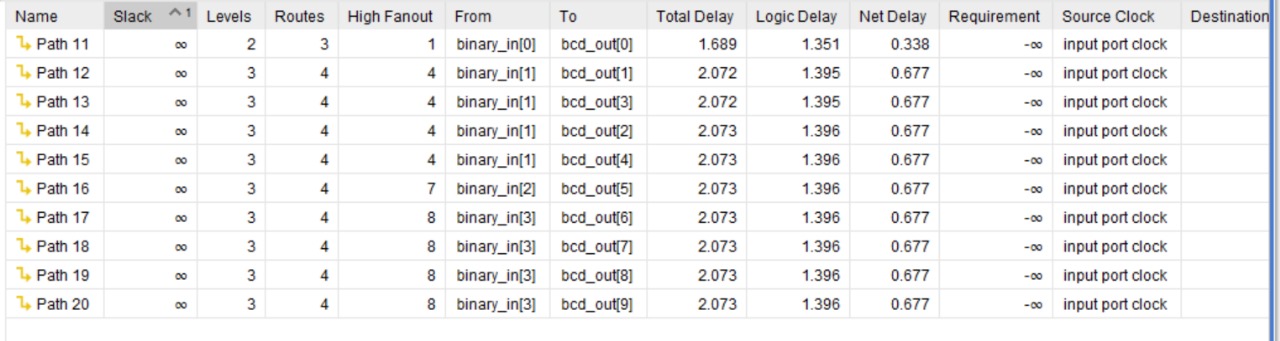 Name Slack ^1 Levels Routes High Fanout From To Total Delay Logic Delay Net Delay Requirement Source Clock Destination
Path 11 ∞ 2 3 1 binary_in[0] bcd_out[0] 1.689 1.351 0.338 -∞ input port clock
Path 12 ∞ 3 4 4 binary_in[1] bcd_out[1] 2.072 1.395 0.677 -∞ input port clock
Path 13 ∞ 3 4 4 binary_in[1] bcd_out[3] 2.072 1.395 0.677 -∞ input port clock
Path 14 ∞ 3 4 4 binary_in[1] bcd_out[2] 2.073 1.396 0.677 -∞ input port clock
Path 15 ∞ 3 4 4 binary_in[1] bcd_out[4] 2.073 1.396 0.677 -∞ input port clock
Path 16 ∞ 3 4 7 binary_in[2] bcd_out[5] 2.073 1.396 0.677 -∞ input port clock
Path 17 ∞ 3 4 8 binary_in[3] bcd_out[6] 2.073 1.396 0.677 -∞ input port clock
Path 18 ∞ 3 4 8 binary_in[3] bcd_out[7] 2.073 1.396 0.677 -∞ input port clock
Path 19 ∞ 3 4 8 binary_in[3] bcd_out[8] 2.073 1.396 0.677 -∞ input port clock
Path 20 ∞ 3 4 8 binary_in[3] bcd_out[9] 2.073 1.396 0.677 -∞ input port clock